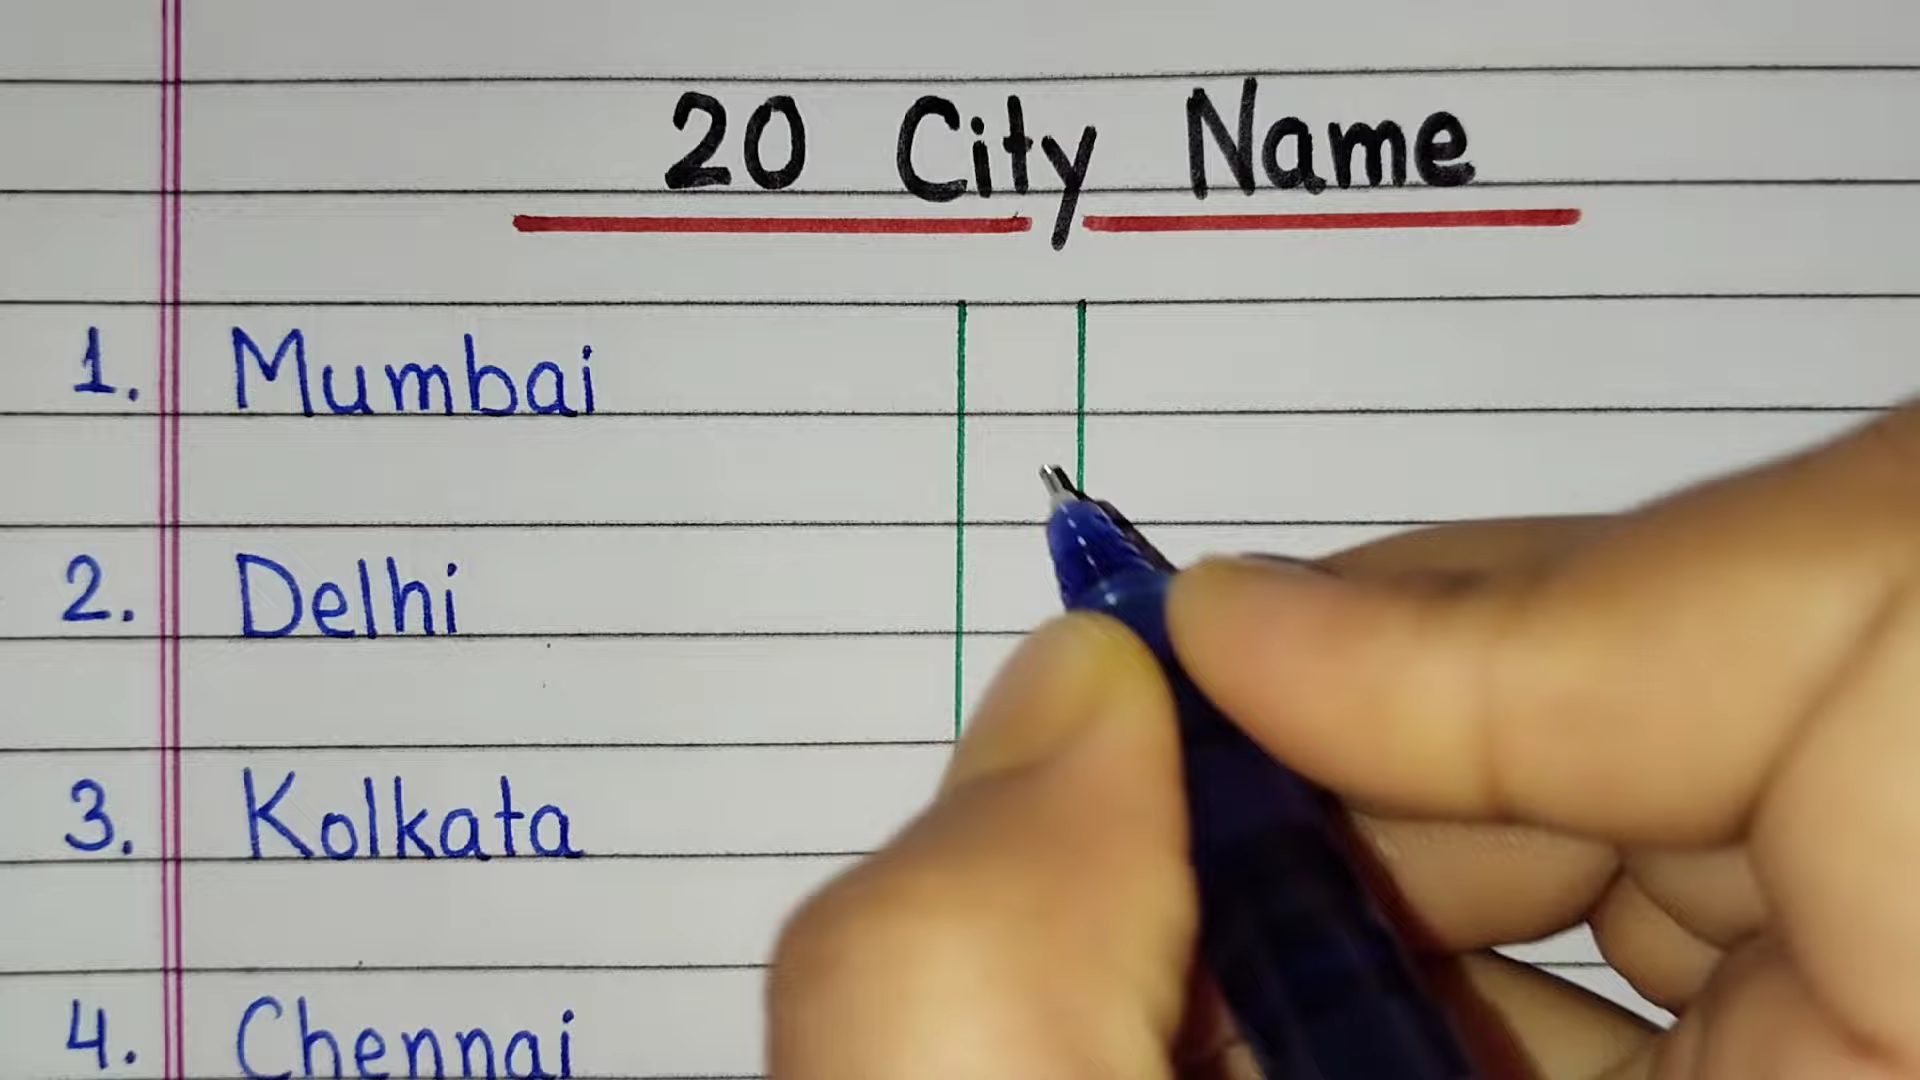 20 City Name
1. Mumbai
2. Delhi
3. Kolkata
4. Chennai